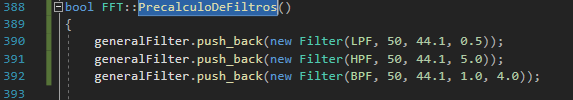 388 bool FFT::PrecalculoDeFiltros()
389 {
390 generalFilter.push_back(new Filter(LPF, 50, 44.1, 0.5));
391 generalFilter.push_back(new Filter(HPF, 50, 44.1, 5.0));
392 generalFilter.push_back(new Filter(BPF, 50, 44.1, 1.0, 4.0));
393